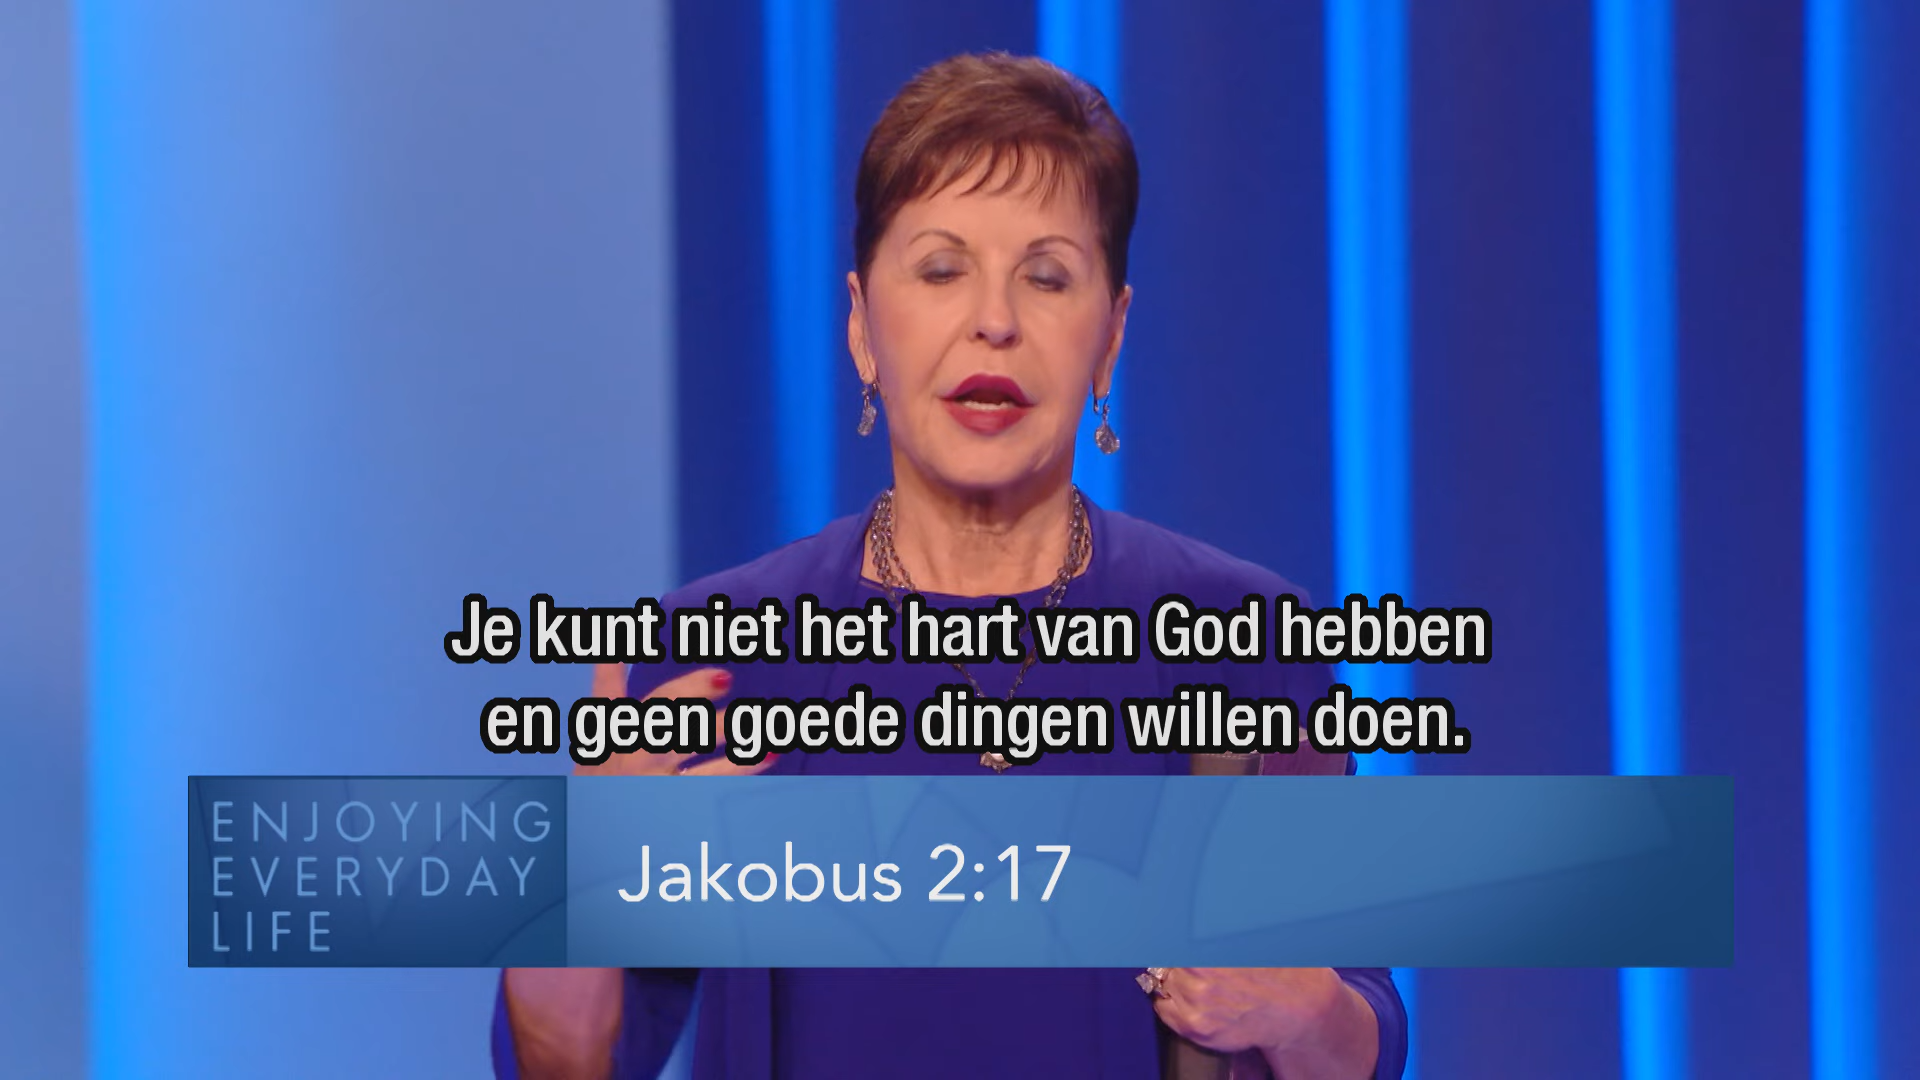 Je kunt niet het hart van God hebben
en geen goede dingen willen doen.
ENJOYING
EVERYDAY
LIFE
Jakobus 2:17